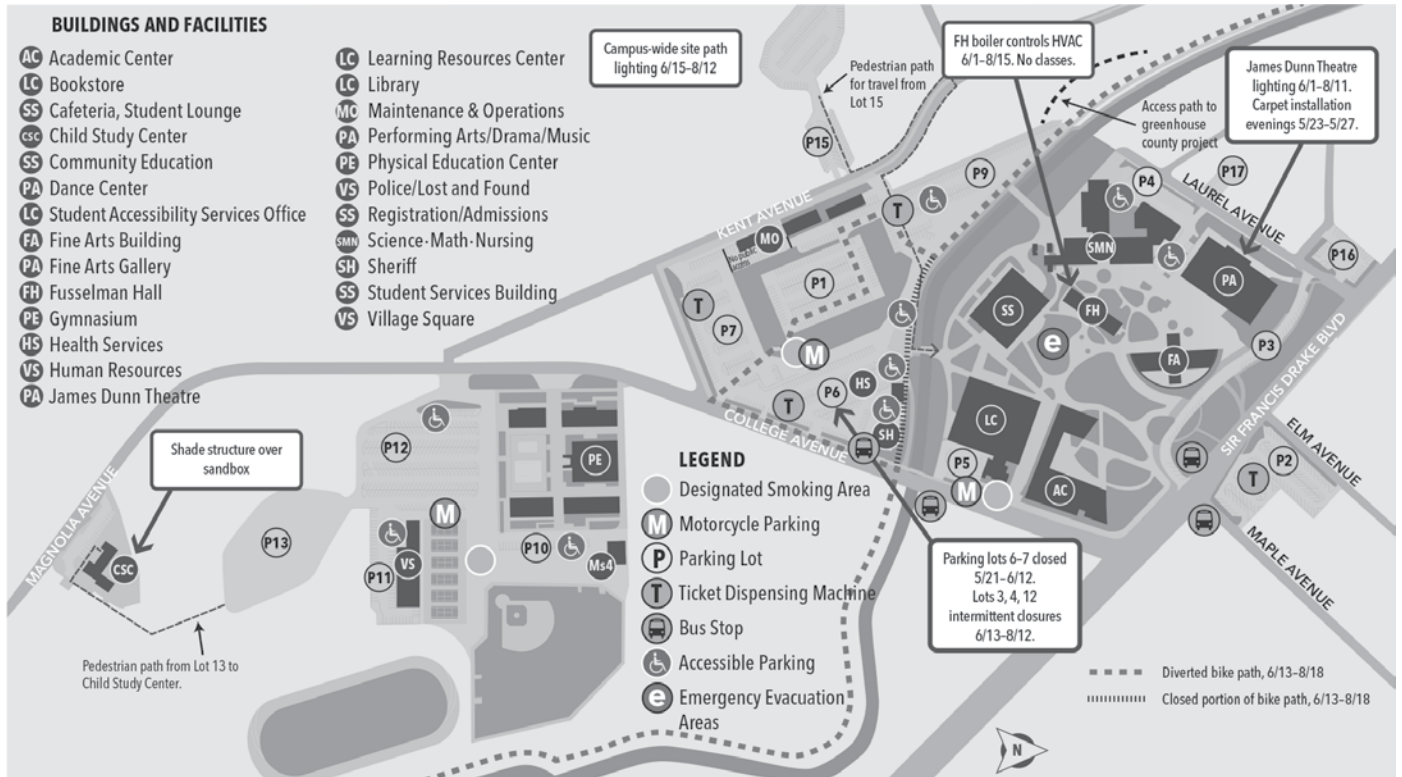 BUILDINGS AND FACILITIES
AC Academic Center
LC Bookstore
SS Cafeteria, Student Lounge
CSC Child Study Center
SS Community Education
PA Dance Center
LC Student Accessibility Services Office
FA Fine Arts Building
PA Fine Arts Gallery
FH Fusselman Hall
PE Gymnasium
HS Health Services
VS Human Resources
PA James Dunn Theatre
LC Learning Resources Center
LC Library
MO Maintenance & Operations
PA Performing Arts/Drama/Music
PE Physical Education Center
VS Police/Lost and Found
SS Registration/Admissions
SMN Science·Math·Nursing
SH Sheriff
SS Student Services Building
VS Village Square
Campus-wide site path
lighting 6/15–8/12
Pedestrian path
for travel from
Lot 15
FH boiler controls HVAC
6/1–8/15. No classes.
Access path to
greenhouse
county project
James Dunn Theatre
lighting 6/1–8/11.
Carpet installation
evenings 5/23–5/27.
P15
P9
P4
P17
LAUREL AVENUE
KENT AVENUE
T
MO
No public
access
SMN
P16
PA
P1
T
P7
SS
FH
e
M
FA
P3
P6
HS
T
SH
COLLEGE AVENUE
LC
P5
M
AC
SIR FRANCIS DRAKE BLVD
ELM AVENUE
P2
T
MAPLE AVENUE
Shade structure over
sandbox
MAGNOLIA AVENUE
P12
PE
M
P13
CSC
P11
VS
P10
Ms4
Pedestrian path from Lot 13 to
Child Study Center.
LEGEND
Designated Smoking Area
M Motorcycle Parking
P Parking Lot
T Ticket Dispensing Machine
Bus Stop
Accessible Parking
e Emergency Evacuation
Areas
Parking lots 6–7 closed
5/21–6/12.
Lots 3, 4, 12
intermittent closures
6/13–8/12.
Diverted bike path, 6/13–8/18
Closed portion of bike path, 6/13–8/18
N